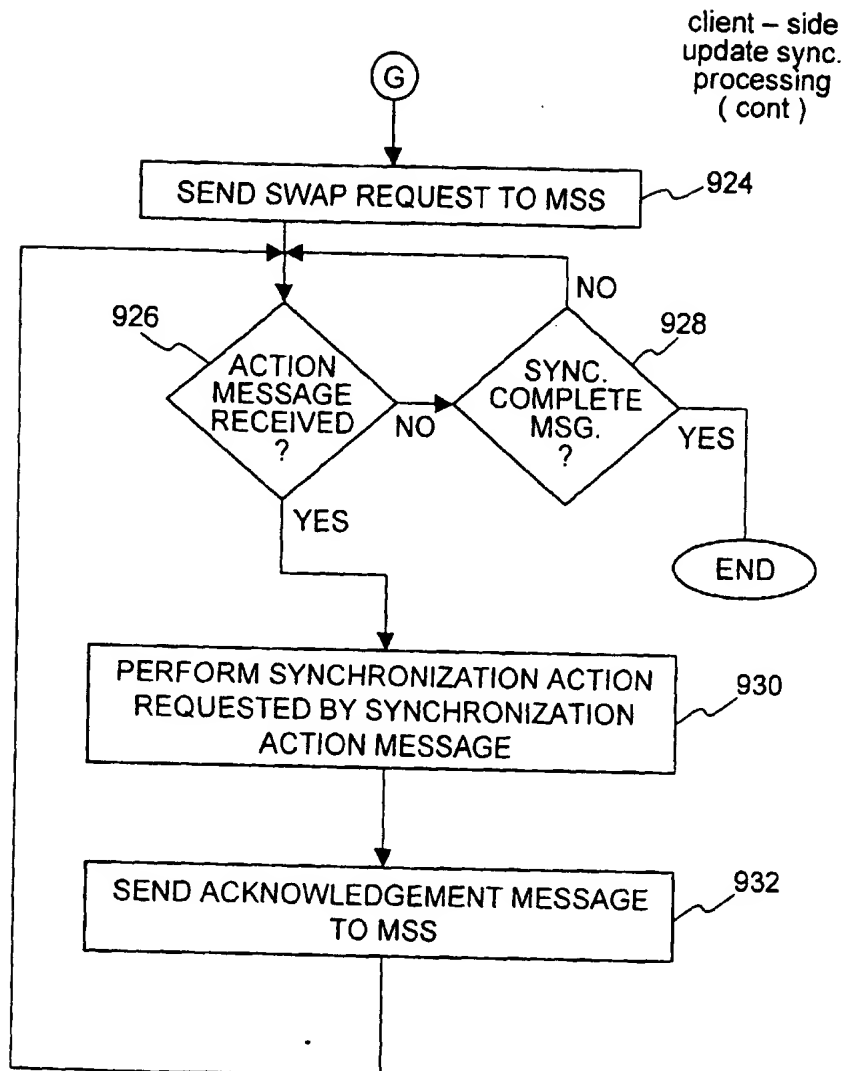 client – side
update sync.
processing
( cont )
G
SEND SWAP REQUEST TO MSS
924
NO
926
928
ACTION
MESSAGE
RECEIVED
?
NO
SYNC.
COMPLETE
MSG.
?
YES
YES
END
PERFORM SYNCHRONIZATION ACTION
REQUESTED BY SYNCHRONIZATION
ACTION MESSAGE
930
SEND ACKNOWLEDGEMENT MESSAGE
TO MSS
932